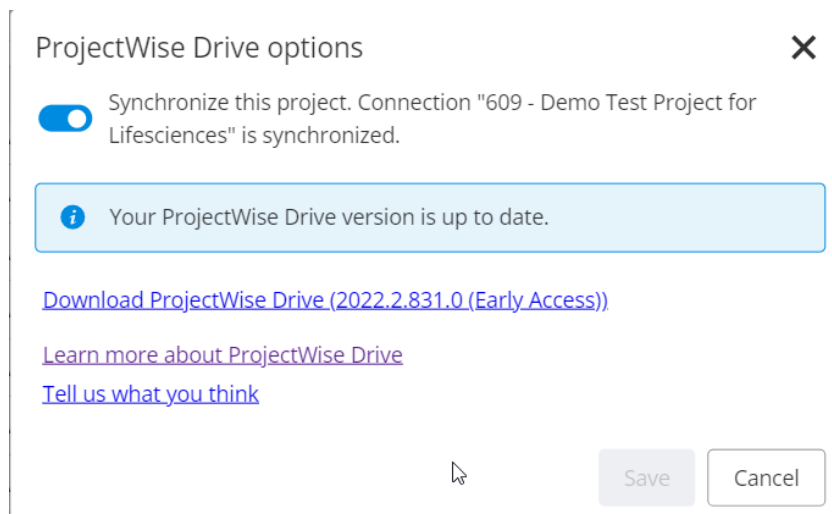 ProjectWise Drive options
Synchronize this project. Connection "609 - Demo Test Project for
Lifesciences" is synchronized.
Your ProjectWise Drive version is up to date.
Download ProjectWise Drive (2022.2.831.0 (Early Access))
Learn more about ProjectWise Drive
Tell us what you think
Save
Cancel